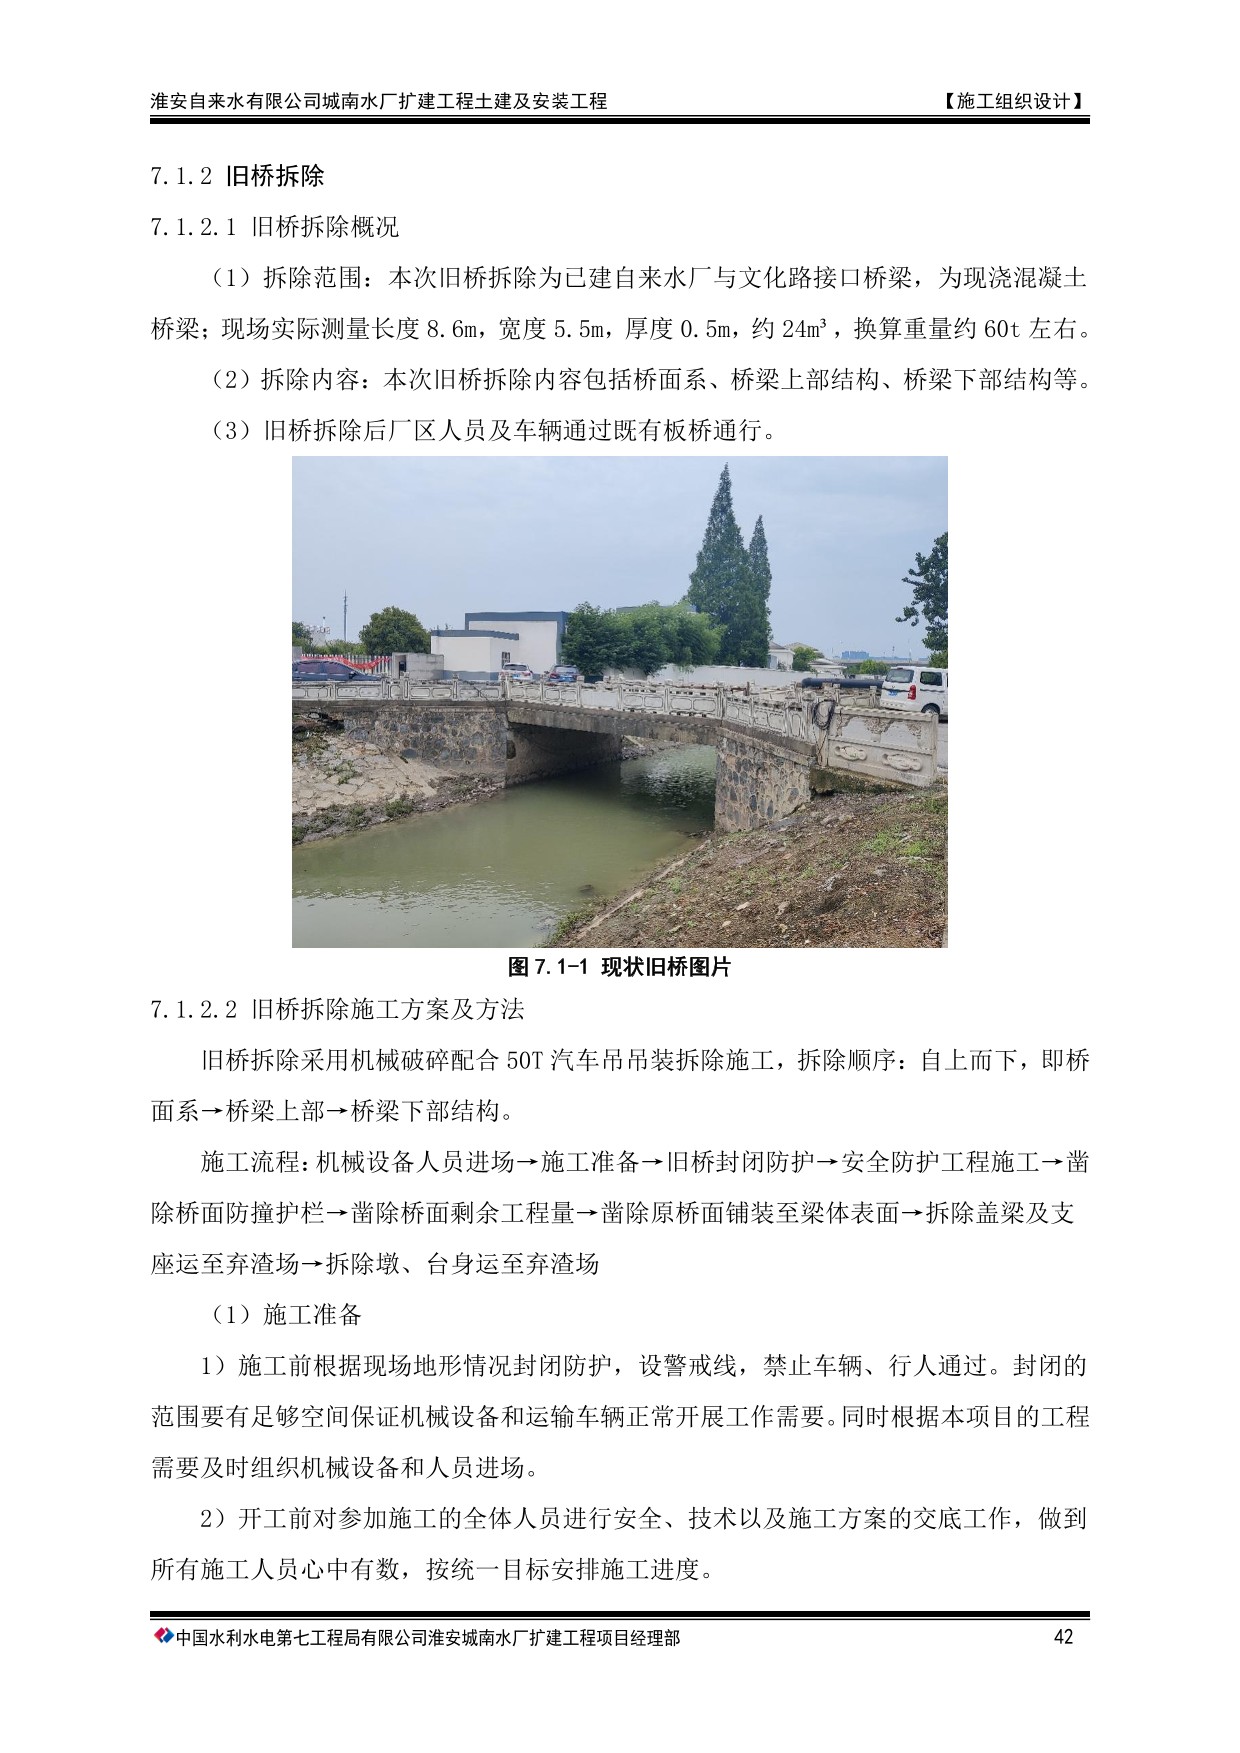 淮安自来水有限公司城南水厂扩建工程土建及安装工程 【施工组织设计】
7.1.2 旧桥拆除
7.1.2.1 旧桥拆除概况
（1）拆除范围：本次旧桥拆除为已建自来水厂与文化路接口桥梁，为现浇混凝土
桥梁；现场实际测量长度 8.6m，宽度 5.5m，厚度 0.5m，约 24m³，换算重量约 60t 左右。
（2）拆除内容：本次旧桥拆除内容包括桥面系、桥梁上部结构、桥梁下部结构等。
（3）旧桥拆除后厂区人员及车辆通过既有板桥通行。
图 7.1-1 现状旧桥图片
7.1.2.2 旧桥拆除施工方案及方法
旧桥拆除采用机械破碎配合 50T 汽车吊吊装拆除施工，拆除顺序：自上而下，即桥
面系→桥梁上部→桥梁下部结构。
施工流程：机械设备人员进场→施工准备→旧桥封闭防护→安全防护工程施工→凿
除桥面防撞护栏→凿除桥面剩余工程量→凿除原桥面铺装至梁体表面→拆除盖梁及支
座运至弃渣场→拆除墩、台身运至弃渣场
（1）施工准备
1）施工前根据现场地形情况封闭防护，设警戒线，禁止车辆、行人通过。封闭的
范围要有足够空间保证机械设备和运输车辆正常开展工作需要。同时根据本项目的工程
需要及时组织机械设备和人员进场。
2）开工前对参加施工的全体人员进行安全、技术以及施工方案的交底工作，做到
所有施工人员心中有数，按统一目标安排施工进度。
中国水利水电第七工程局有限公司淮安城南水厂扩建工程项目经理部 42